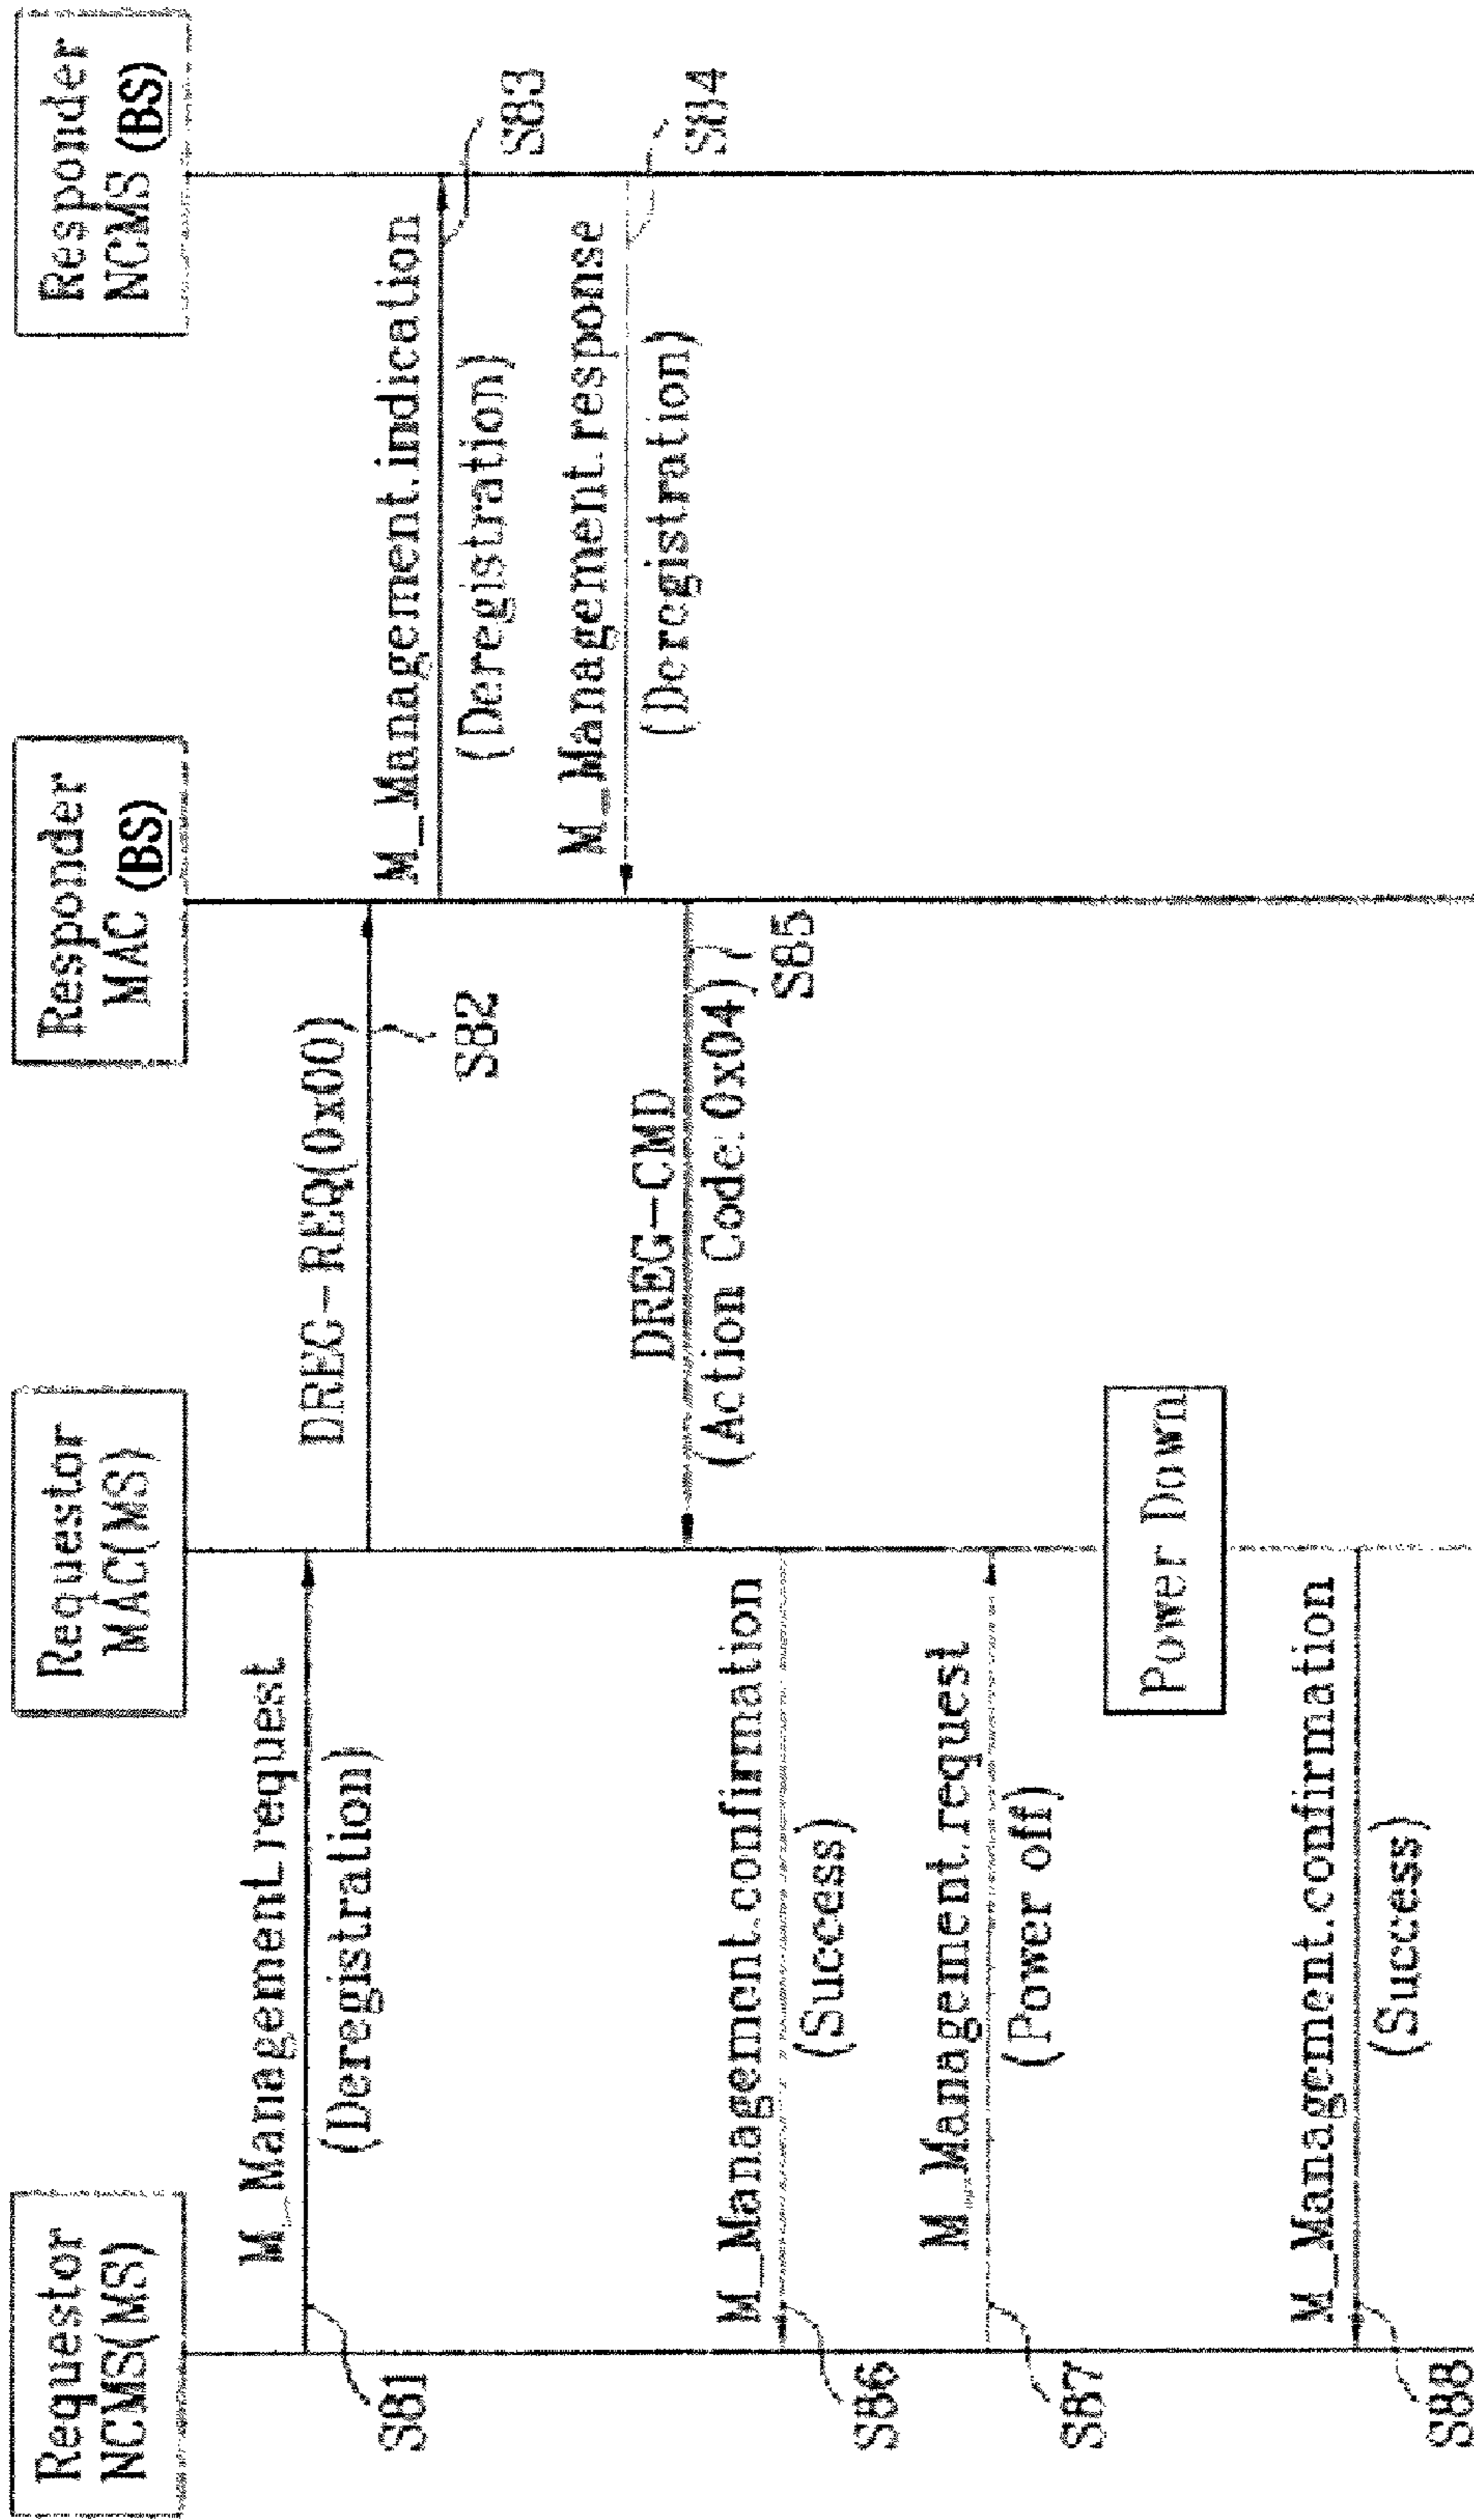 Requestor
NCMS(MS)
Requestor
MAC(MS)
Responder
MAC (BS)
Responder
NCMS (BS)
M_Management.request
(Deregistration)
S81
DREG-REQ(0x00)
S82
M_Management.indication
(Deregistration)
S83
M_Management.response
(Deregistration)
S84
DREG-CMD
(Action Code:0x04)
S85
M_Management.confirmation
(Success)
S86
M_Management.request
(Power off)
S87
Power Down
M_Management.confirmation
(Success)
S88